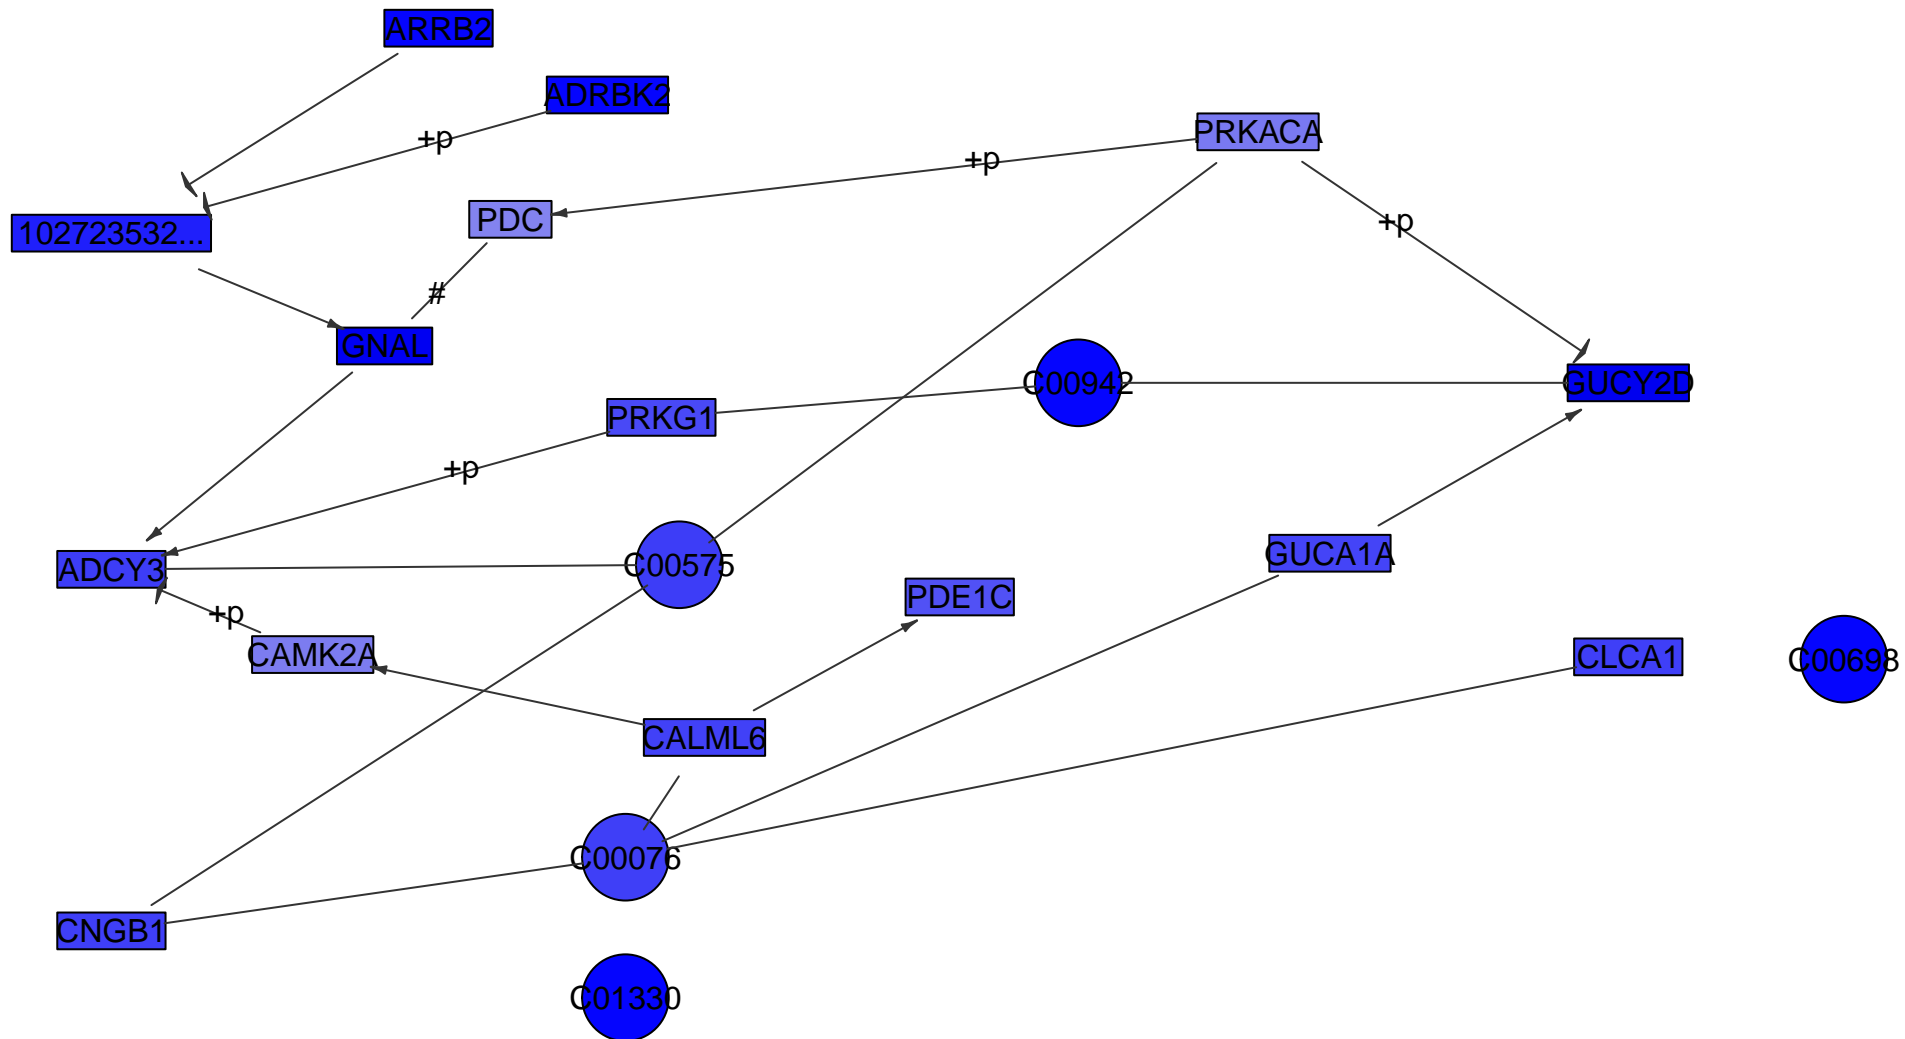 ARRB2
ADRBK2
+p
PRKACA
+p
PDC
102723532...
+p
#
GNAL
C00942
GUCY2D
PRKG1
+p
ADCY3
C00575
GUCA1A
PDE1C
+p
CAMK2A
CLCA1
C00698
CALML6
C00076
CNGB1
C01330